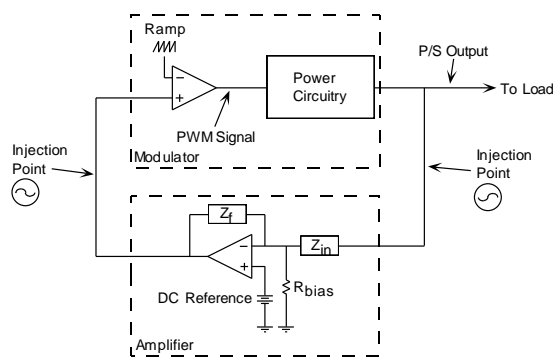 Ramp
−
+
Power
Circuitry
P/S Output
To Load
PWM Signal
Modulator
Injection
Point
Injection
Point
Zf
−
+
Zin
Rbias
DC Reference
Amplifier